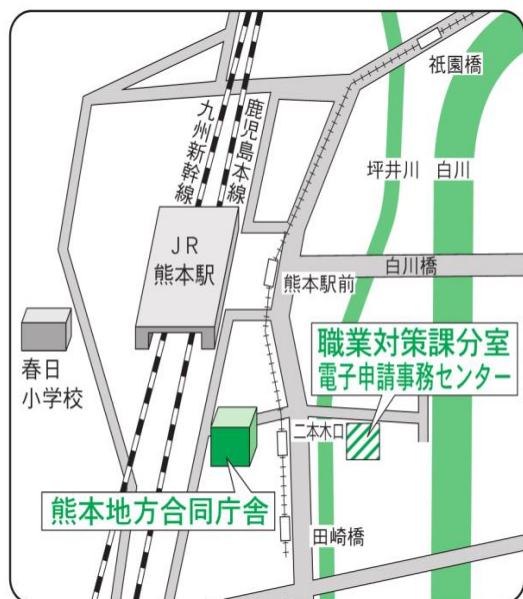 祇園橋
九州新幹線
鹿児島本線
坪井川
白川
JR
熊本駅
熊本駅前
白川橋
春日
小学校
職業対策課分室
電子申請事務センター
二本木口
熊本地方合同庁舎
田崎橋